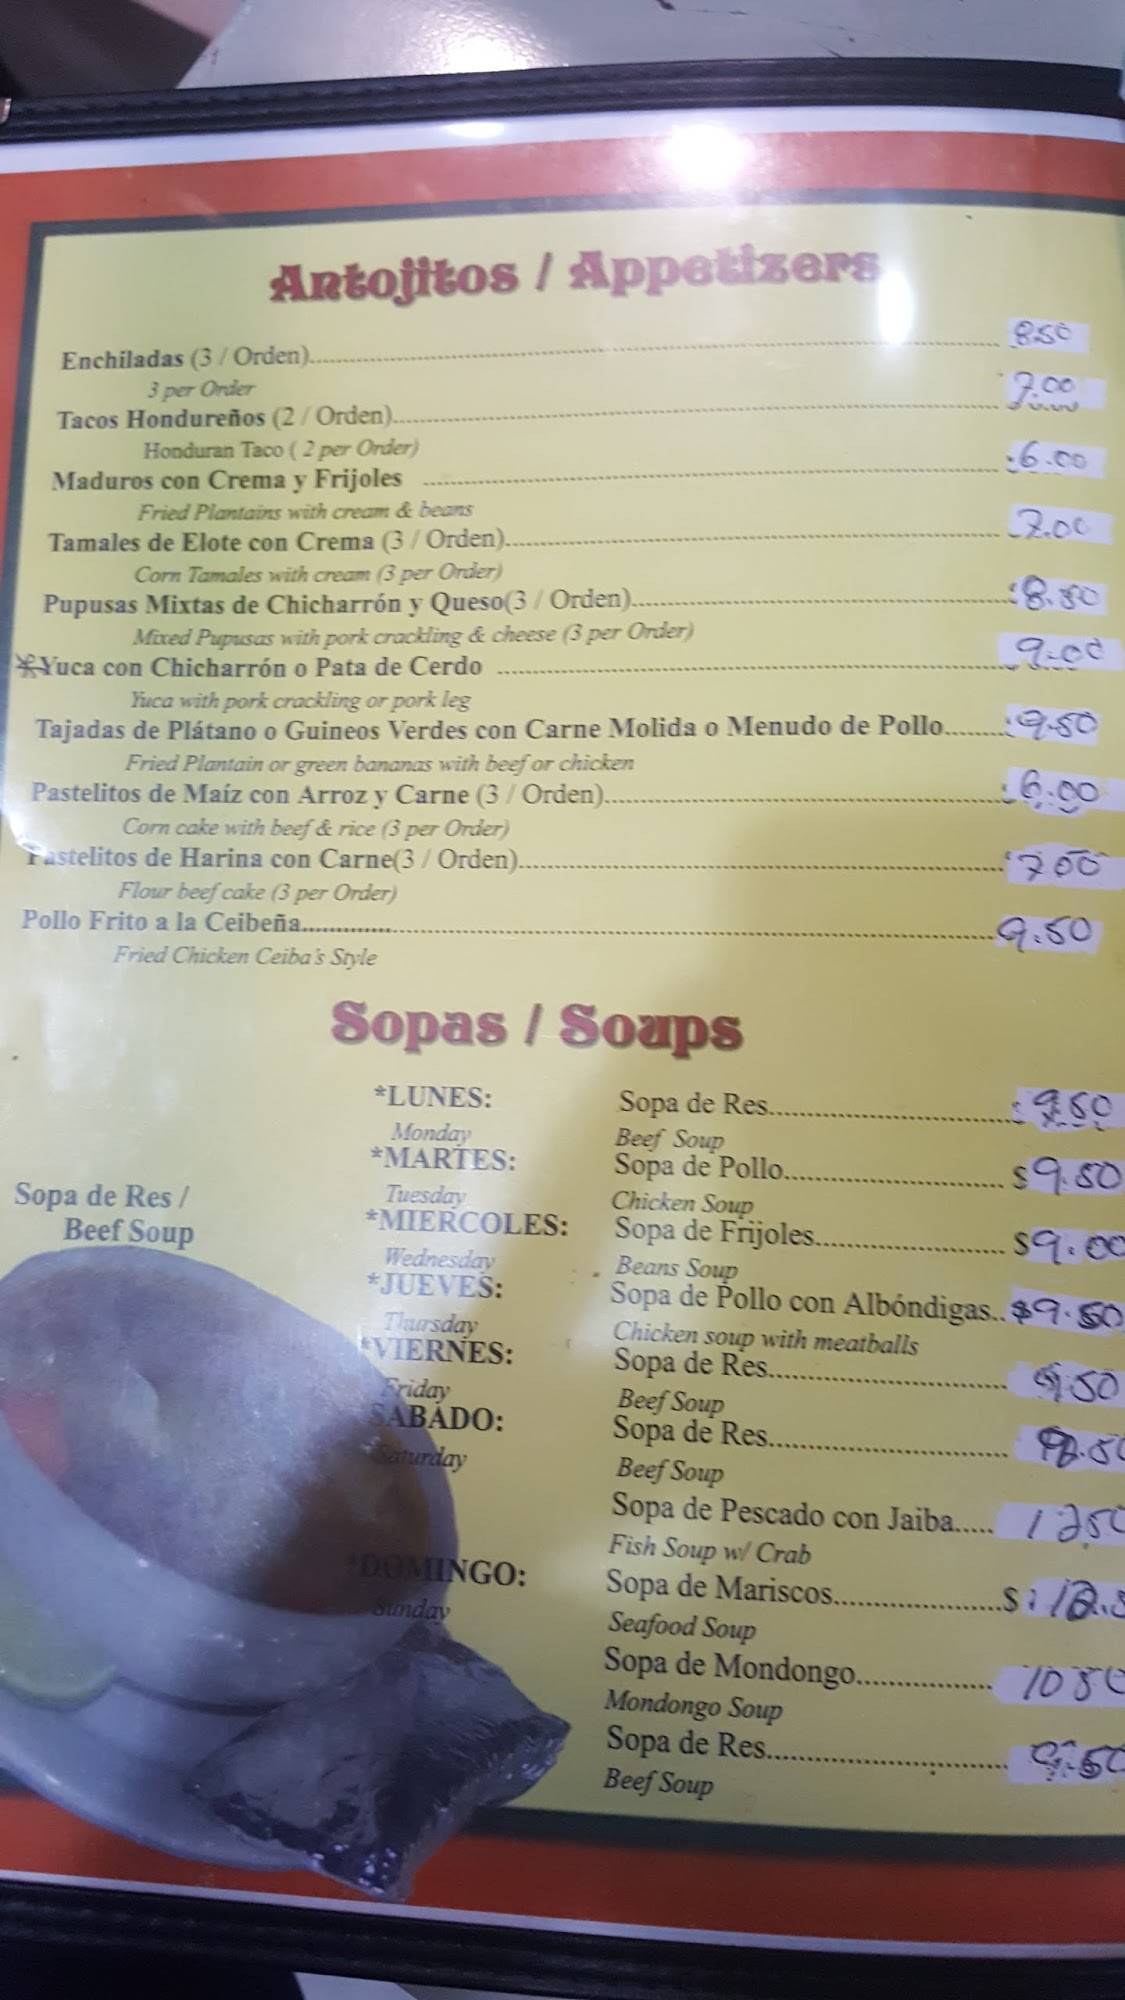 Antojitos / Appetizers
Enchiladas (3 / Orden)................ 8.50
3 per Order
Tacos Hondureños (2 / Orden)................ 7.00
Honduran Taco ( 2 per Order)
Maduros con Crema y Frijoles ................ 6.00
Fried Plantains with cream & beans
Tamales de Elote con Crema (3 / Orden)................ 7.00
Corn Tamales with cream (3 per Order)
Pupusas Mixtas de Chicharrón y Queso(3 / Orden)................
Mixed Pupusas with pork crackling & cheese (3 per Order)
Yuca con Chicharrón o Pata de Cerdo ................ 9.00
Yuca with pork crackling or pork leg
Tajadas de Plátano o Guineos Verdes con Carne Molida o Menudo de Pollo........ 9.50
Fried Plantain or green bananas with beef or chicken
Pastelitos de Maíz con Arroz y Carne (3 / Orden)................ 6.00
Corn cake with beef & rice (3 per Order)
Pastelitos de Harina con Carne(3 / Orden)................ 7.00
Flour beef cake (3 per Order)
Pollo Frito a la Ceibeña................ 9.50
Fried Chicken Ceiba's Style
Sopas / Soups
Sopa de Res /
Beef Soup
*LUNES: Sopa de Res................ 9.50
Monday Beef Soup
*MARTES: Sopa de Pollo................ $9.50
Tuesday Chicken Soup
*MIERCOLES: Sopa de Frijoles................ $9.00
Wednesday Beans Soup
*JUEVES: Sopa de Pollo con Albóndigas.. $9.50
Thursday Chicken soup with meatballs
*VIERNES: Sopa de Res................ 9.50
Friday Beef Soup
SABADO: Sopa de Res................
Saturday Beef Soup
Sopa de Pescado con Jaiba..... 12.50
Fish Soup w/ Crab
*DOMINGO: Sopa de Mariscos................$
Sunday Seafood Soup
Sopa de Mondongo................ 10 50
Mondongo Soup
Sopa de Res................ 9.50
Beef Soup